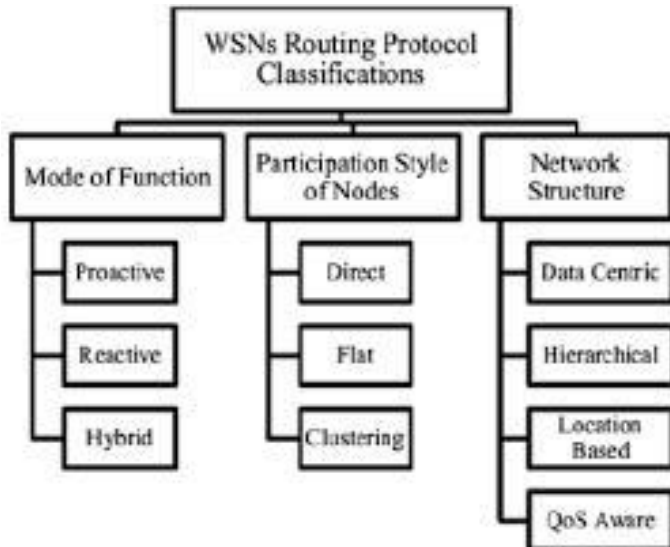 WSNs Routing Protocol
Classifications
Mode of Function
Participation Style
of Nodes
Network
Structure
Proactive
Direct
Data Centric
Reactive
Flat
Hierarchical
Hybrid
Clustering
Location
Based
QoS Aware